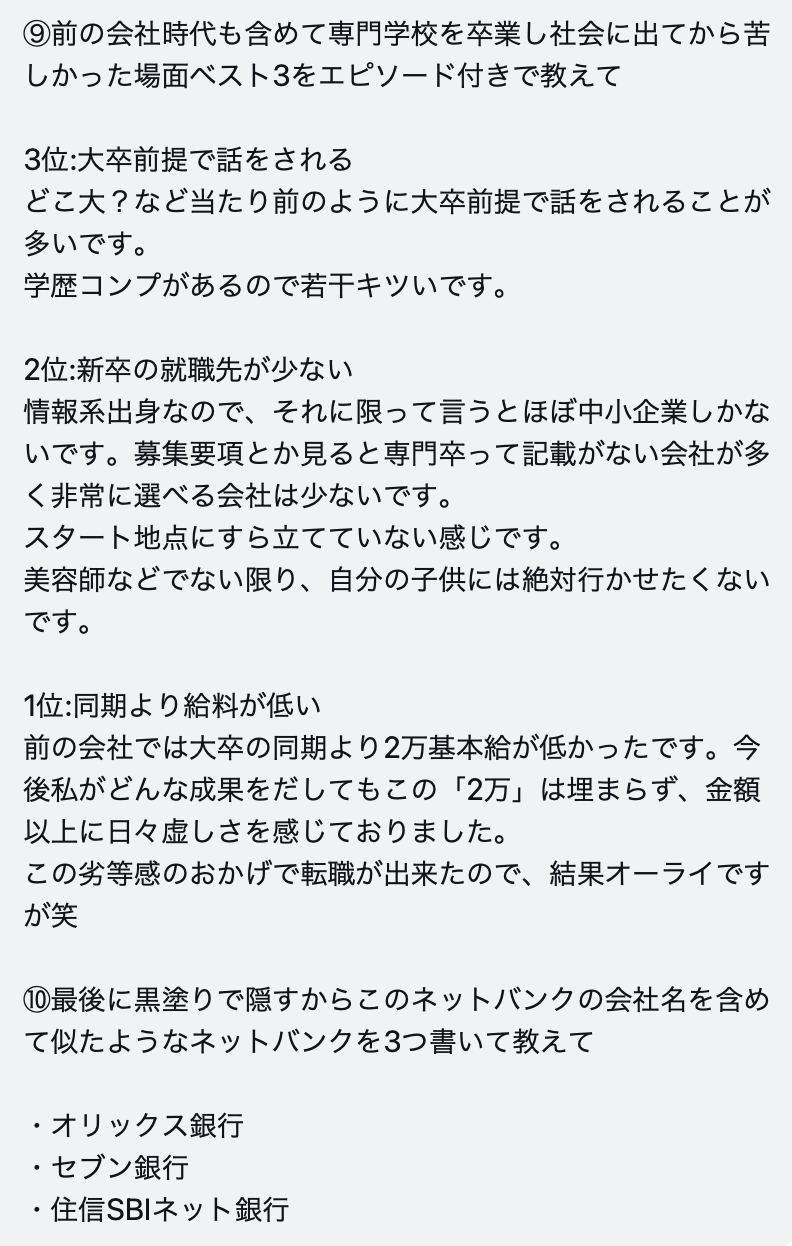 ⑨前の会社時代も含めて専門学校を卒業し社会に出てから苦
しかった場面ベスト3をエピソード付きで教えて
3位:大卒前提で話をされる
どこ大？など当たり前のように大卒前提で話をされることが
多いです。
学歴コンプがあるので若干キツいです。
2位:新卒の就職先が少ない
情報系出身なので、それに限って言うとほぼ中小企業しかな
いです。募集要項とか見ると専門卒って記載がない会社が多
く非常に選べる会社は少ないです。
スタート地点にすら立てていない感じです。
美容師などでない限り、自分の子供には絶対行かせたくない
です。
1位:同期より給料が低い
前の会社では大卒の同期より2万基本給が低かったです。今
後私がどんな成果をだしてもこの「2万」は埋まらず、金額
以上に日々虚しさを感じておりました。
この劣等感のおかげで転職が出来たので、結果オーライです
が笑
⑩最後に黒塗りで隠すからこのネットバンクの会社名を含め
て似たようなネットバンクを3つ書いて教えて
・オリックス銀行
・セブン銀行
・住信SBIネット銀行